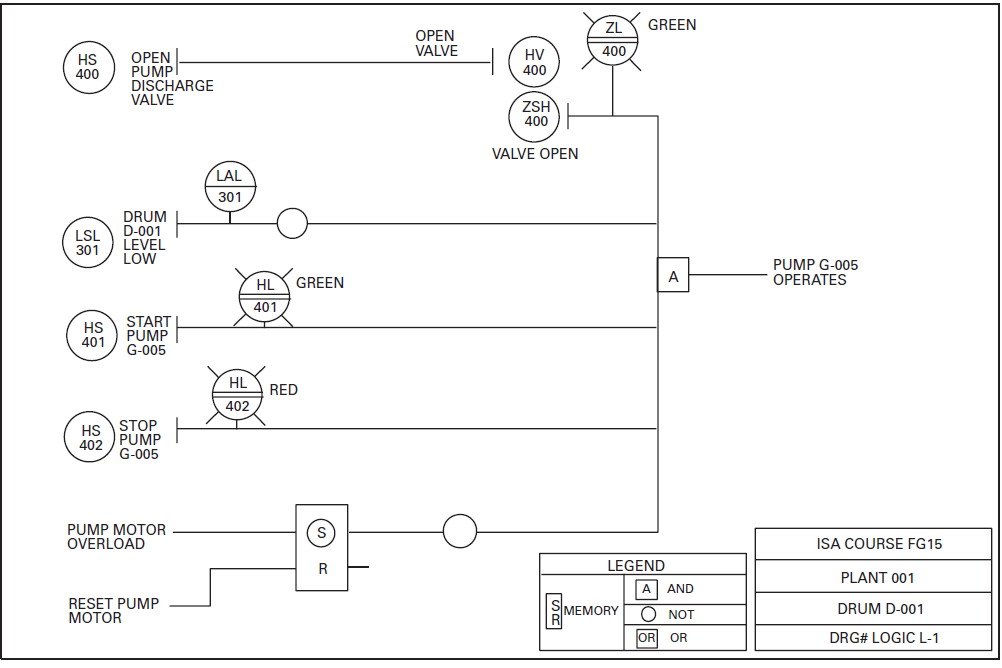 HS
400
OPEN
PUMP
DISCHARGE
VALVE
OPEN
VALVE
HV
400
ZL
400
GREEN
ZSH
400
VALVE OPEN
LAL
301
LSL
301
DRUM
D-001
LEVEL
LOW
HL
401
GREEN
HS
401
START
PUMP
G-005
A
PUMP G-005
OPERATES
HL
402
RED
HS
402
STOP
PUMP
G-005
PUMP MOTOR
OVERLOAD
S
R
RESET PUMP
MOTOR
LEGEND
S
R
MEMORY
A AND
NOT
OR OR
ISA COURSE FG15
PLANT 001
DRUM D-001
DRG# LOGIC L-1